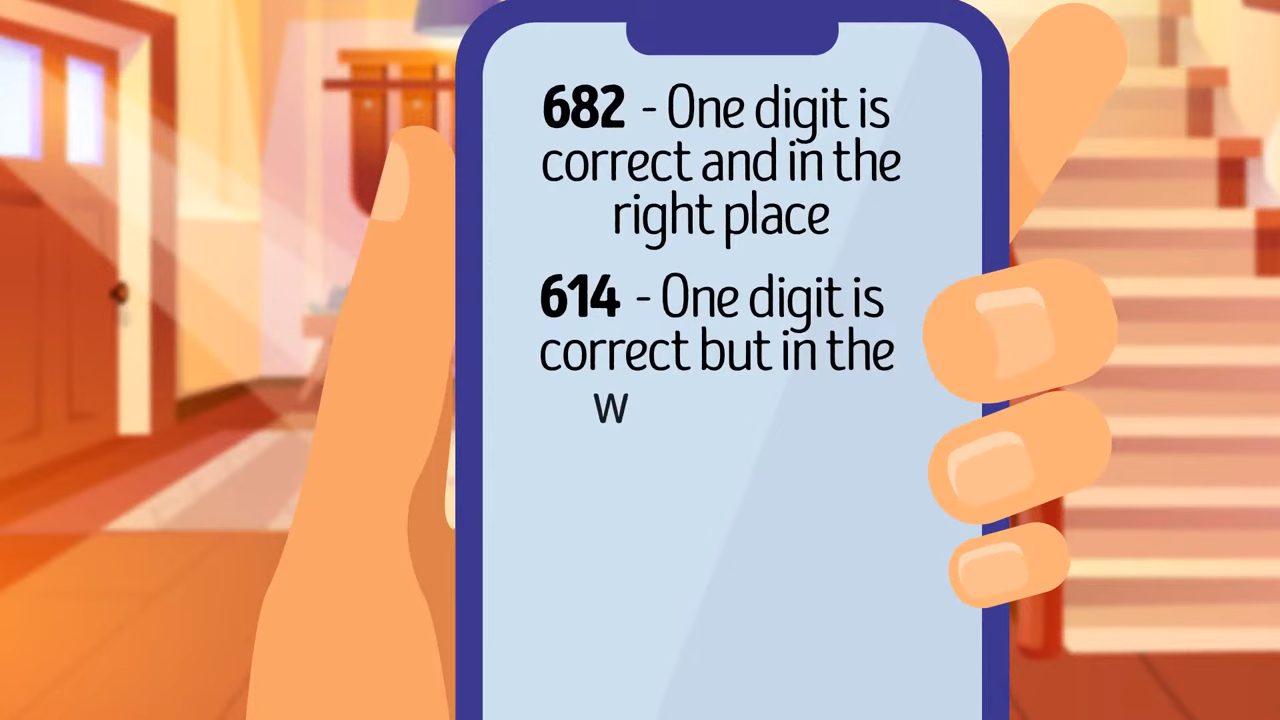 682 - One digit is
correct and in the
right place
614 - One digit is
correct but in the
w